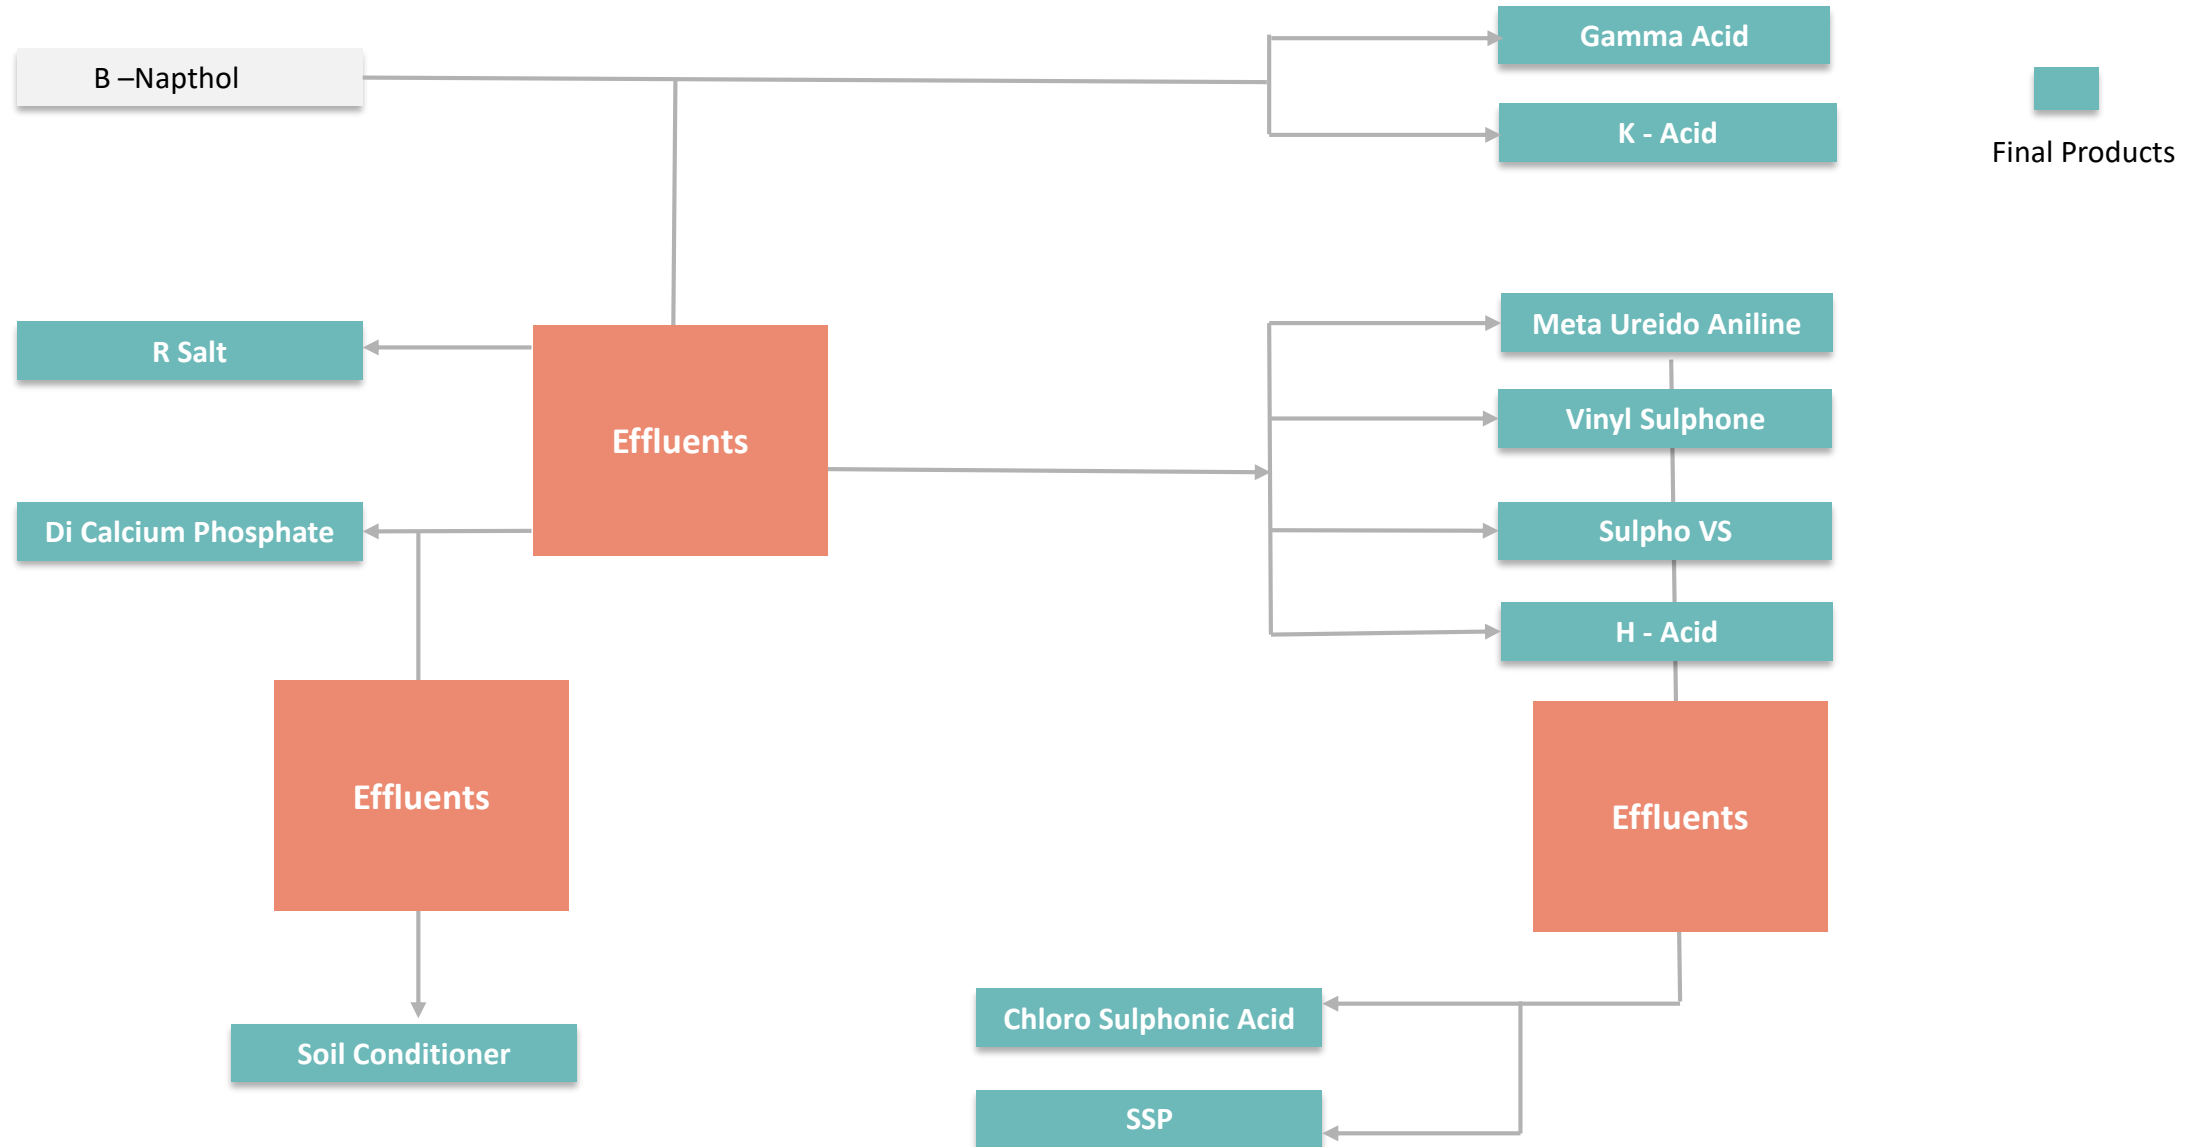 Gamma Acid
B –Napthol
K - Acid
Final Products
Meta Ureido Aniline
R Salt
Vinyl Sulphone
Effluents
Di Calcium Phosphate
Sulpho VS
H - Acid
Effluents
Effluents
Chloro Sulphonic Acid
Soil Conditioner
SSP